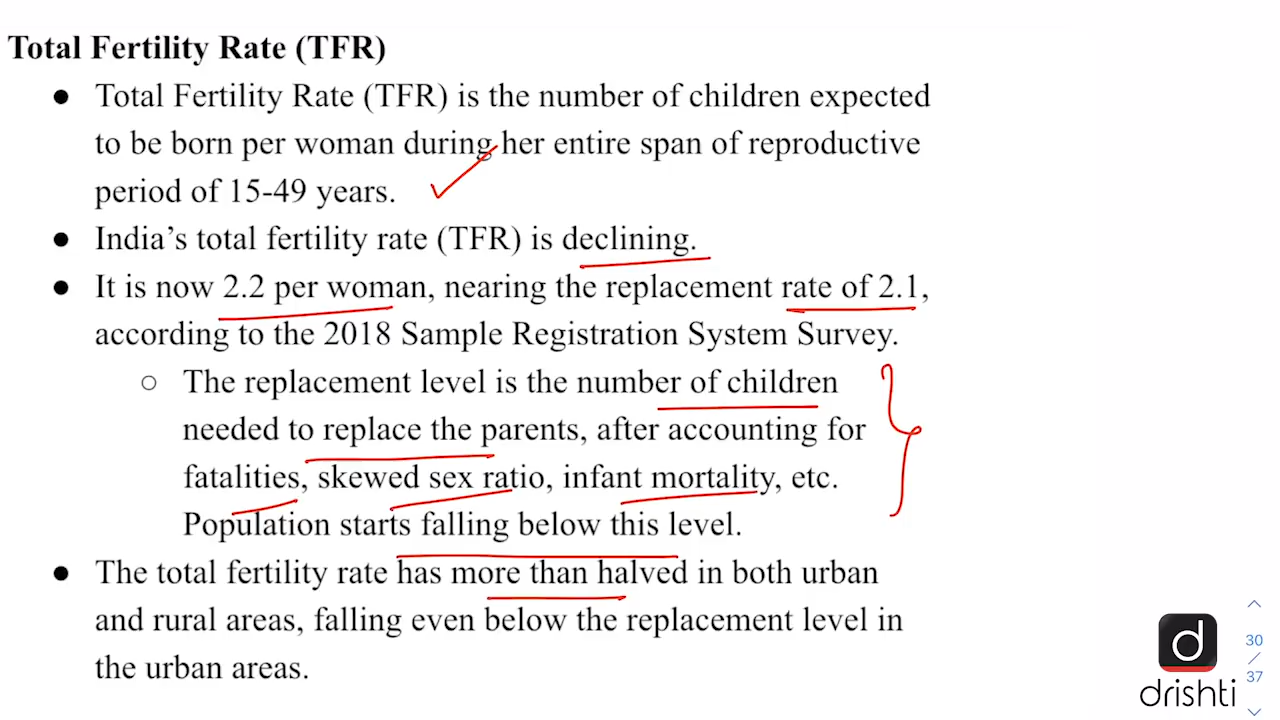 Total Fertility Rate (TFR)
● Total Fertility Rate (TFR) is the number of children expected
to be born per woman during her entire span of reproductive
period of 15-49 years.
● India’s total fertility rate (TFR) is declining.
● It is now 2.2 per woman, nearing the replacement rate of 2.1,
according to the 2018 Sample Registration System Survey.
○ The replacement level is the number of children
needed to replace the parents, after accounting for
fatalities, skewed sex ratio, infant mortality, etc.
Population starts falling below this level.
● The total fertility rate has more than halved in both urban
and rural areas, falling even below the replacement level in
the urban areas.
d
drishti
30
/
37